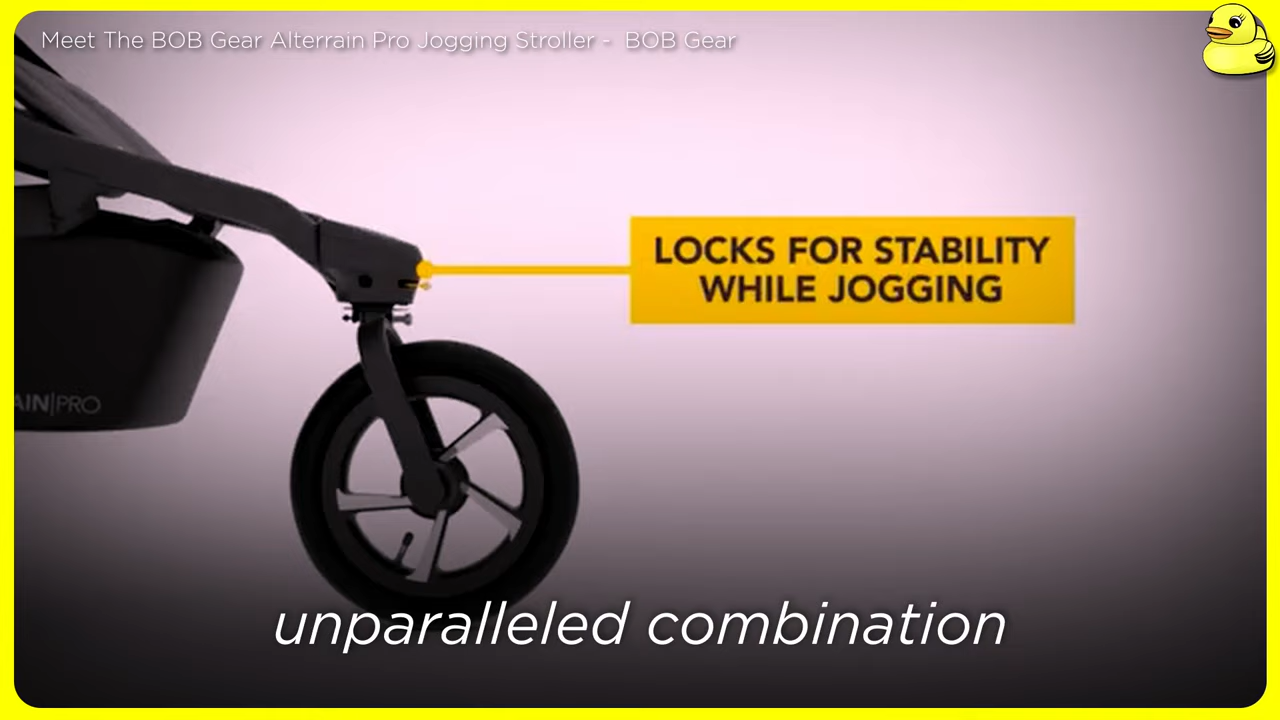 Meet The BOB Gear Alterrain Pro Jogging Stroller - BOB Gear
LOCKS FOR STABILITY
WHILE JOGGING
AIN|PRO
unparalleled combination